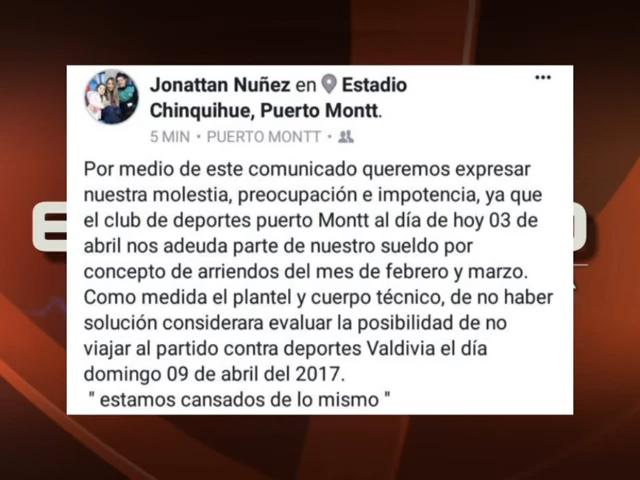 Jonattan Nuñez en Estadio
Chinquihue, Puerto Montt.
5 MIN • PUERTO MONTT •
Por medio de este comunicado queremos expresar
nuestra molestia, preocupación e impotencia, ya que
el club de deportes puerto Montt al día de hoy 03 de
abril nos adeuda parte de nuestro sueldo por
concepto de arriendos del mes de febrero y marzo.
Como medida el plantel y cuerpo técnico, de no haber
solución considerara evaluar la posibilidad de no
viajar al partido contra deportes Valdivia el día
domingo 09 de abril del 2017.
" estamos cansados de lo mismo "